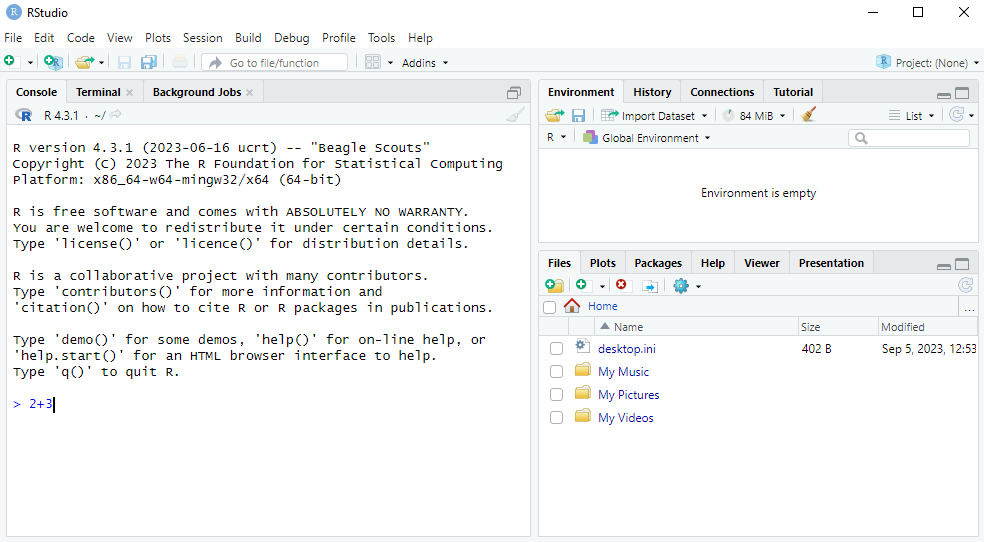 RStudio
File Edit Code View Plots Session Build Debug Profile Tools Help
Go to file/function Addins Project: (None)
Console Terminal Background Jobs
R 4.3.1 · ~/
R version 4.3.1 (2023-06-16 ucrt) -- "Beagle Scouts"
Copyright (C) 2023 The R Foundation for Statistical Computing
Platform: x86_64-w64-mingw32/x64 (64-bit)
R is free software and comes with ABSOLUTELY NO WARRANTY.
You are welcome to redistribute it under certain conditions.
Type 'license()' or 'licence()' for distribution details.
R is a collaborative project with many contributors.
Type 'contributors()' for more information and
'citation()' on how to cite R or R packages in publications.
Type 'demo()' for some demos, 'help()' for on-line help, or
'help.start()' for an HTML browser interface to help.
Type 'q()' to quit R.
> 2+3
Environment History Connections Tutorial
Import Dataset 84 MiB List
R Global Environment
Environment is empty
Files Plots Packages Help Viewer Presentation
Home ...
Name Size Modified
desktop.ini 402 B Sep 5, 2023, 12:53
My Music
My Pictures
My Videos